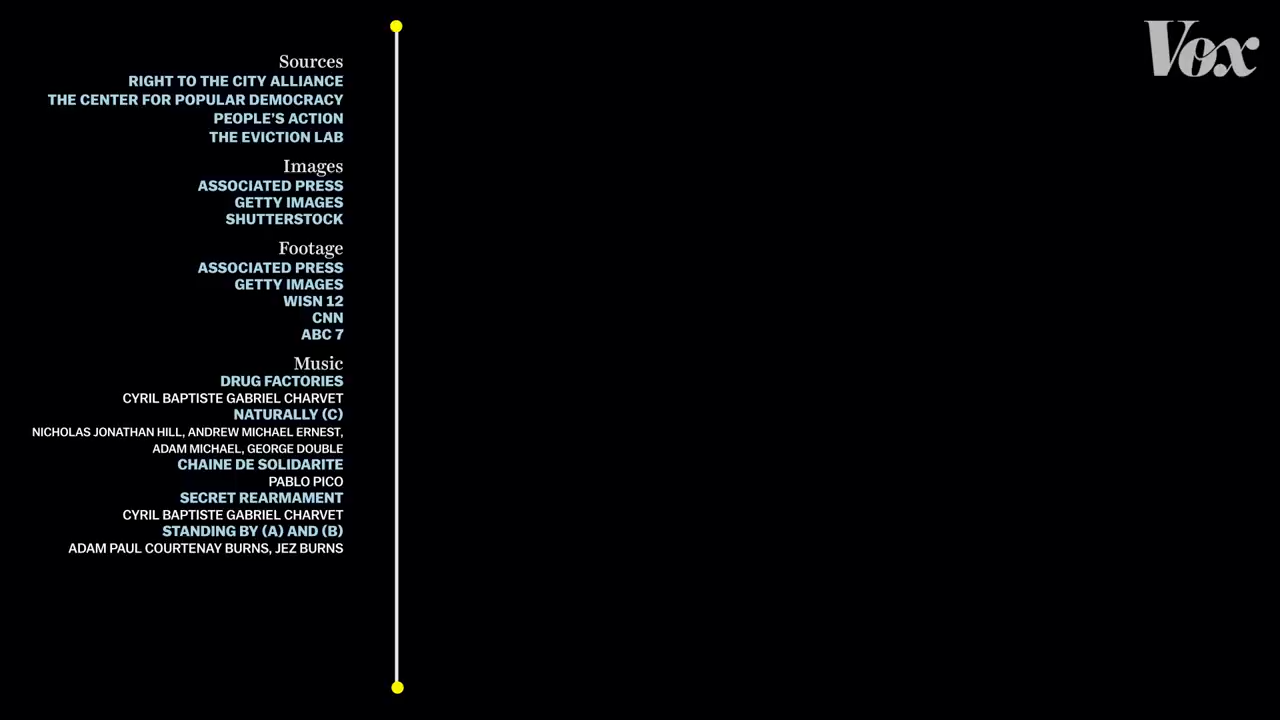 Vox
Sources
RIGHT TO THE CITY ALLIANCE
THE CENTER FOR POPULAR DEMOCRACY
PEOPLE'S ACTION
THE EVICTION LAB
Images
ASSOCIATED PRESS
GETTY IMAGES
SHUTTERSTOCK
Footage
ASSOCIATED PRESS
GETTY IMAGES
WISN 12
CNN
ABC 7
Music
DRUG FACTORIES
CYRIL BAPTISTE GABRIEL CHARVET
NATURALLY (C)
NICHOLAS JONATHAN HILL, ANDREW MICHAEL ERNEST,
ADAM MICHAEL, GEORGE DOUBLE
CHAINE DE SOLIDARITE
PABLO PICO
SECRET REARMAMENT
CYRIL BAPTISTE GABRIEL CHARVET
STANDING BY (A) AND (B)
ADAM PAUL COURTENAY BURNS, JEZ BURNS